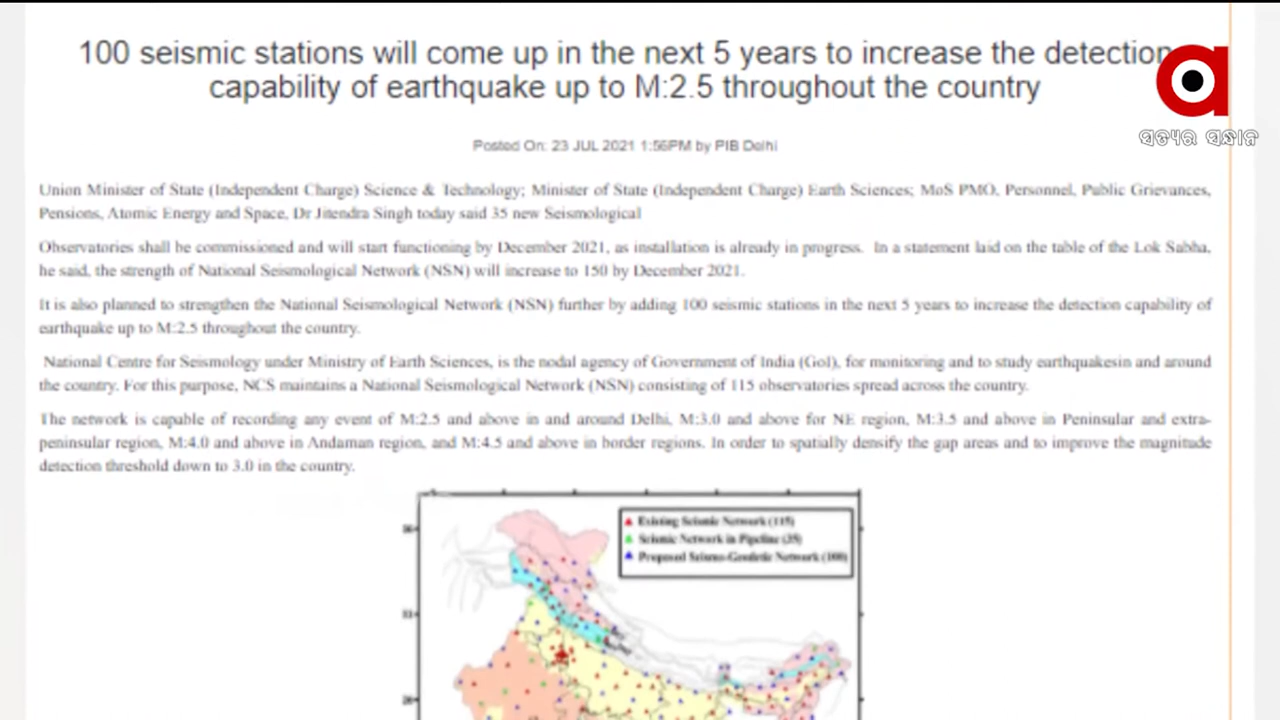 100 seismic stations will come up in the next 5 years to increase the detection
capability of earthquake up to M:2.5 throughout the country
ସତ୍ୟର ସନ୍ଧାନ
Posted On: 23 JUL 2021 1:56PM by PIB Delhi
Union Minister of State (Independent Charge) Science & Technology; Minister of State (Independent Charge) Earth Sciences; MoS PMO, Personnel, Public Grievances,
Pensions, Atomic Energy and Space, Dr Jitendra Singh today said 35 new Seismological
Observatories shall be commissioned and will start functioning by December 2021, as installation is already in progress. In a statement laid on the table of the Lok Sabha,
he said, the strength of National Seismological Network (NSN) will increase to 150 by December 2021.
It is also planned to strengthen the National Seismological Network (NSN) further by adding 100 seismic stations in the next 5 years to increase the detection capability of
earthquake up to M:2.5 throughout the country.
National Centre for Seismology under Ministry of Earth Sciences, is the nodal agency of Government of India (GoI), for monitoring and to study earthquakesin and around
the country. For this purpose, NCS maintains a National Seismological Network (NSN) consisting of 115 observatories spread across the country.
The network is capable of recording any event of M:2.5 and above in and around Delhi, M:3.0 and above for NE region, M:3.5 and above in Peninsular and extra-
peninsular region, M:4.0 and above in Andaman region, and M:4.5 and above in border regions. In order to spatially densify the gap areas and to improve the magnitude
detection threshold down to 3.0 in the country.
Existing Seismic Network (115)
Seismic Network in Pipeline (35)
Proposed Seismo-Geodetic Network (100)